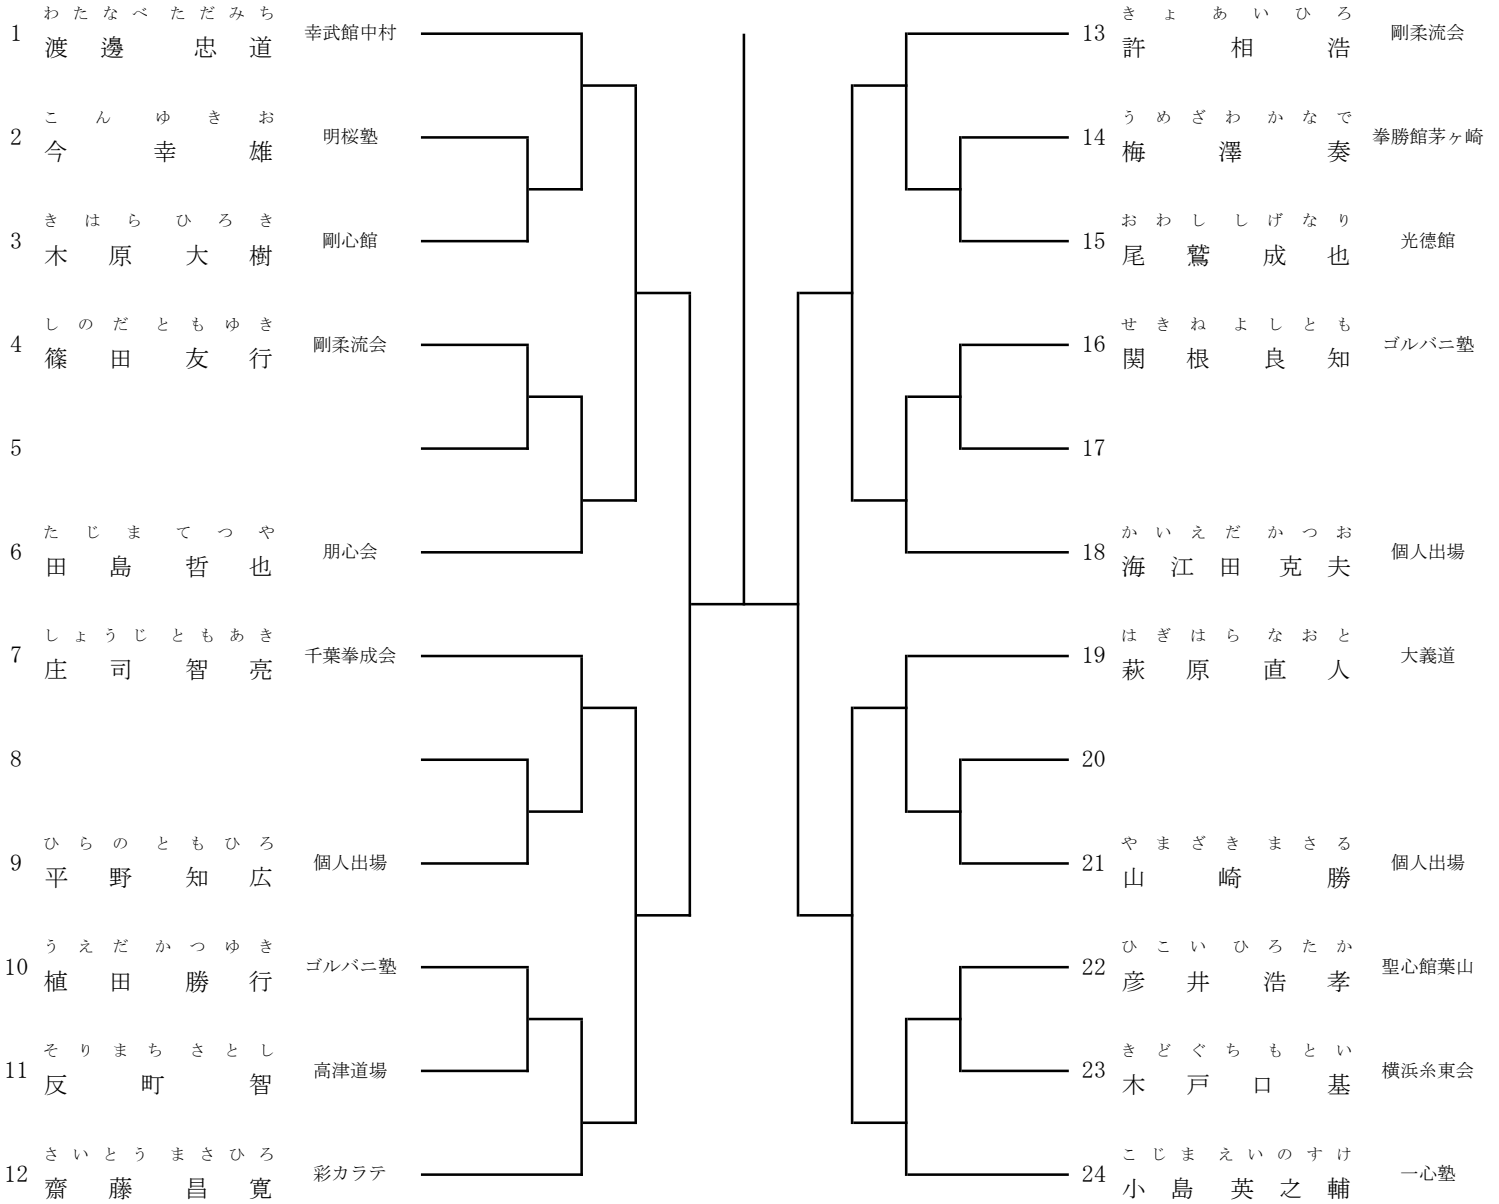 わたなべ ただみち
1 渡邊 忠道 幸武館中村
こん ゆきお
2 今 幸雄 明桜塾
きはら ひろき
3 木原 大樹 剛心館
しのだ ともゆき
4 篠田 友行 剛柔流会
5
たじま てつや
6 田島 哲也 朋心会
しょうじ ともあき
7 庄司 智亮 千葉拳成会
8
ひらの ともひろ
9 平野 知広 個人出場
うえだ かつゆき
10 植田 勝行 ゴルバニ塾
そりまち さとし
11 反町 智 高津道場
さいとう まさひろ
12 齋藤 昌寛 彩カラテ
きょ あいひろ
13 許 相浩 剛柔流会
うめざわ かなで
14 梅澤 奏 拳勝館茅ヶ崎
おわし しげなり
15 尾鷲 成也 光德館
せきね よしとも
16 関根 良知 ゴルバニ塾
17
かいえだ かつお
18 海江田 克夫 個人出場
はぎはら なおと
19 萩原 直人 大義道
20
やまざき まさる
21 山崎 勝 個人出場
ひこい ひろたか
22 彦井 浩孝 聖心館葉山
きどぐち もとい
23 木戸口 基 横浜糸東会
こじま えいのすけ
24 小島 英之輔 一心塾